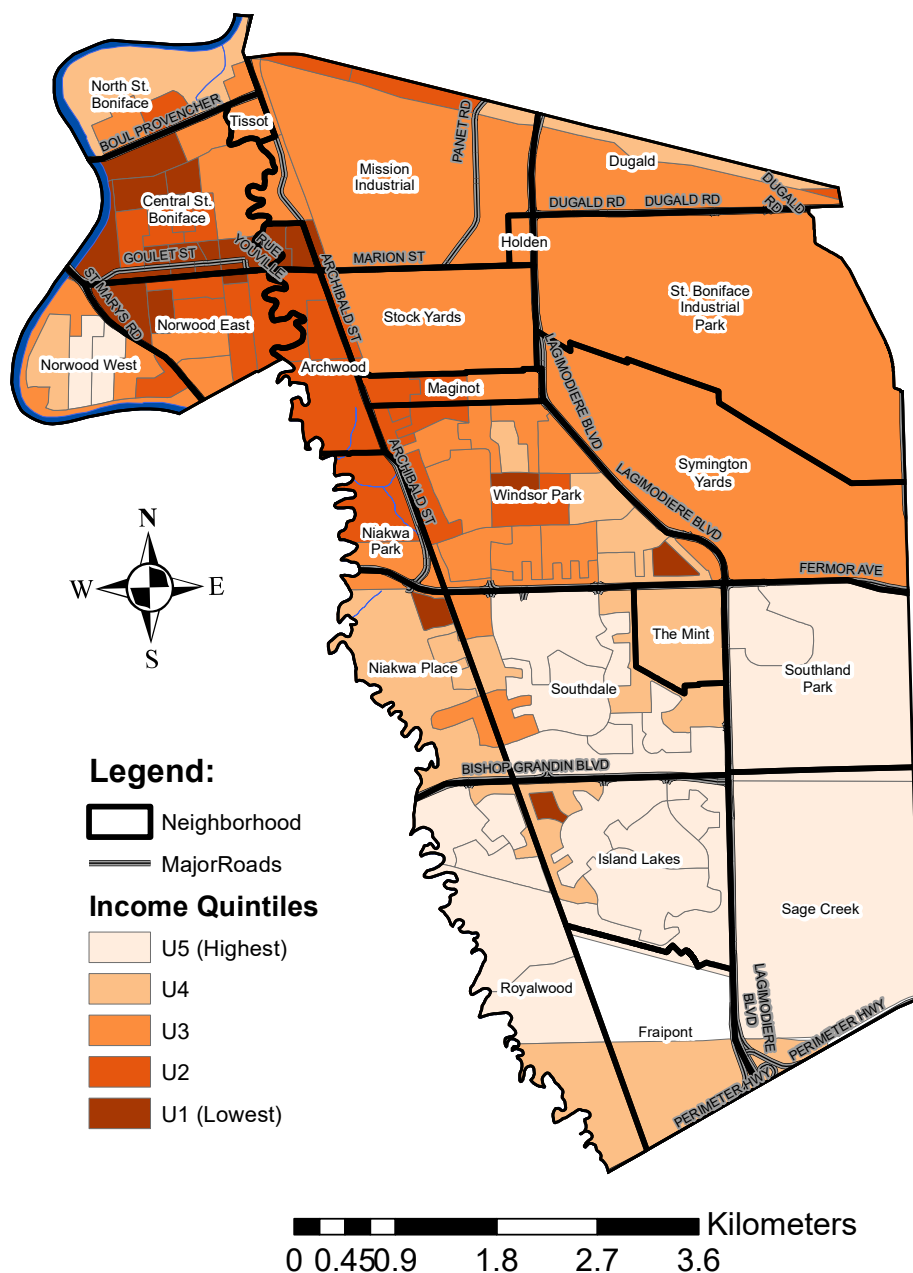 North St.
Boniface
BOUL PROVENCHER
Tissot
PANET RD
Mission
Industrial
Dugald
DUGALD
RD
DUGALD RD
DUGALD RD
Central St.
Boniface
Holden
RUE
YOUVILLE
GOULET ST
MARION ST
ARCHIBALD ST
ST MARYS RD
St. Boniface
Industrial
Park
Stock Yards
Norwood East
Norwood West
Archwood
LAGIMODIERE BLVD
Maginot
ARCHIBALD ST
Symington
Yards
LAGIMODIERE BLVD
Windsor Park
Niakwa
Park
N
W
E
S
FERMOR AVE
The Mint
Niakwa Place
Southdale
Southland
Park
BISHOP GRANDIN BLVD
Island Lakes
Sage Creek
Royalwood
Fraipont
LAGIMODIERE
BLVD
PERIMETER HWY
PERIMETER HWY
Legend:
Neighborhood
MajorRoads
Income Quintiles
U5 (Highest)
U4
U3
U2
U1 (Lowest)
Kilometers
0 0.45 0.9 1.8 2.7 3.6